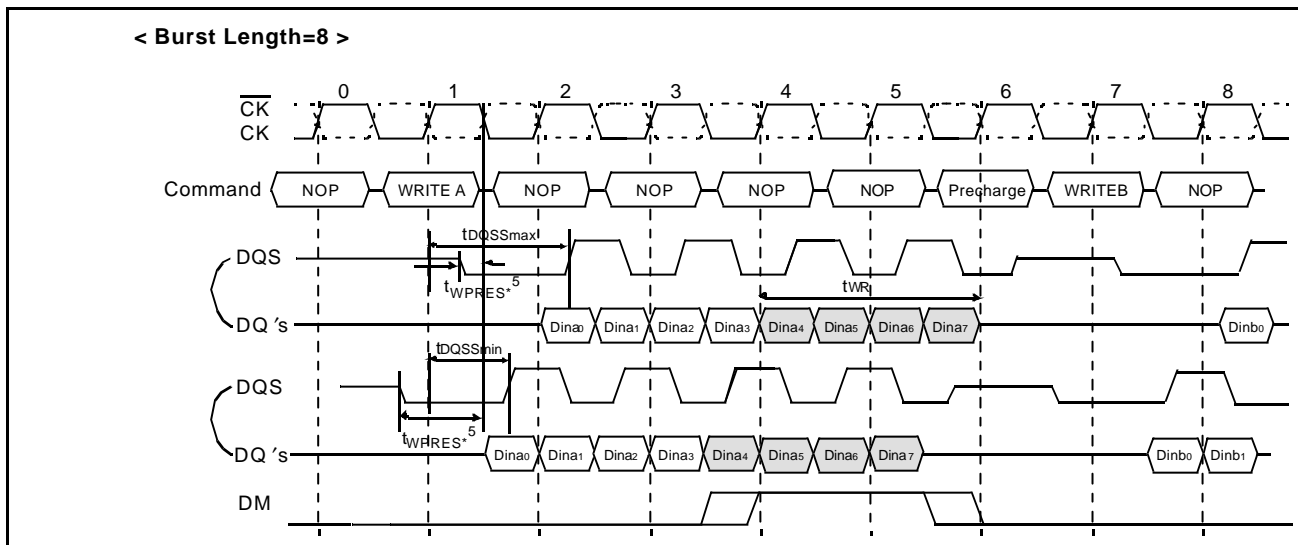 < Burst Length=8 >
0 1 2 3 4 5 6 7 8
CK
CK
Command NOP WRITE A NOP NOP NOP NOP Precharge WRITEB NOP
tDQSSmax
DQS
tWPRES*5
tWR
DQ ′s Dina0 Dina1 Dina2 Dina3 Dina4 Dina5 Dina6 Dina7 Dinb0
tDQSSmin
DQS
tWPRES*5
DQ ′s Dina0 Dina1 Dina2 Dina3 Dina4 Dina5 Dina6 Dina7 Dinb0 Dinb1
DM